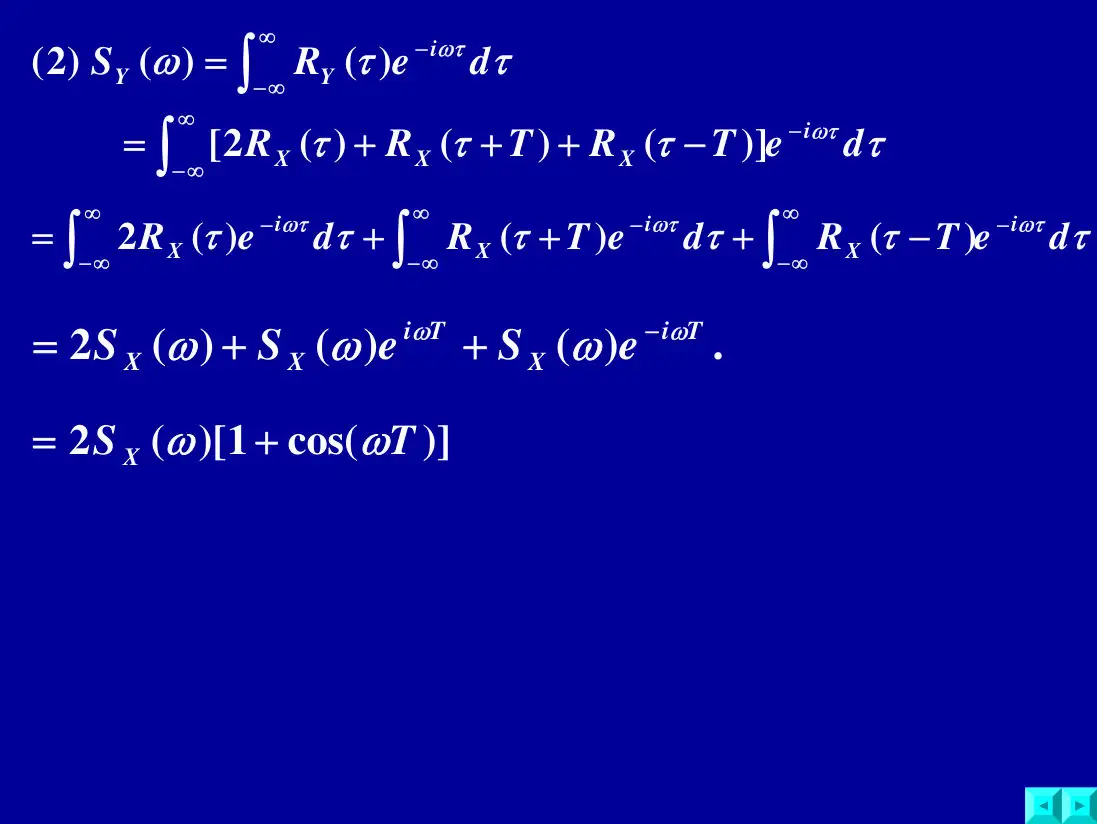 (2) S_Y (ω) = ∫_{−∞}^{∞} R_Y (τ)e^{−iωτ} dτ
= ∫_{−∞}^{∞} [2R_X (τ) + R_X (τ + T) + R_X (τ − T)]e^{−iωτ} dτ
= ∫_{−∞}^{∞} 2R_X (τ)e^{−iωτ} dτ + ∫_{−∞}^{∞} R_X (τ + T)e^{−iωτ} dτ + ∫_{−∞}^{∞} R_X (τ − T)e^{−iωτ} dτ
= 2S_X (ω) + S_X (ω)e^{iωT} + S_X (ω)e^{−iωT} .
= 2S_X (ω)[1 + cos(ωT)]